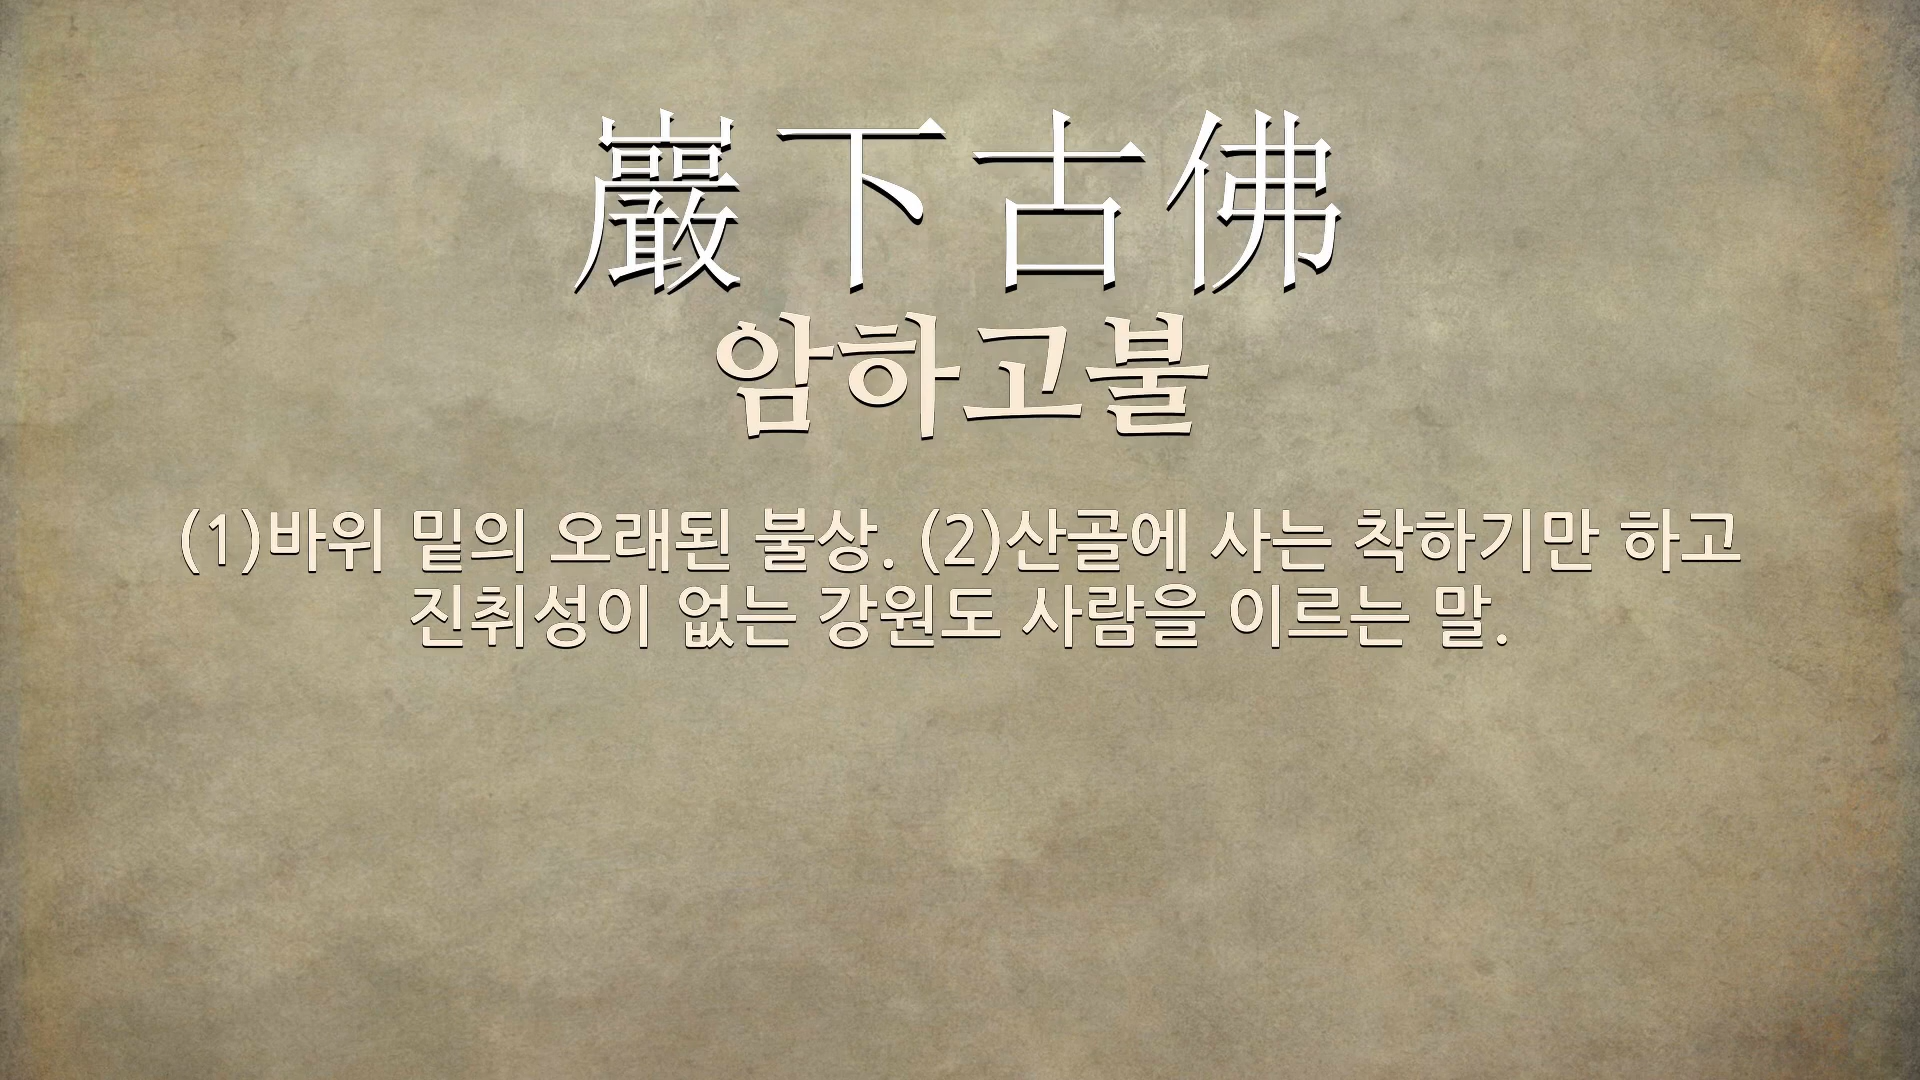 巖下古佛
암하고불
(1)바위 밑의 오래된 불상. (2)산골에 사는 착하기만 하고
진취성이 없는 강원도 사람을 이르는 말.